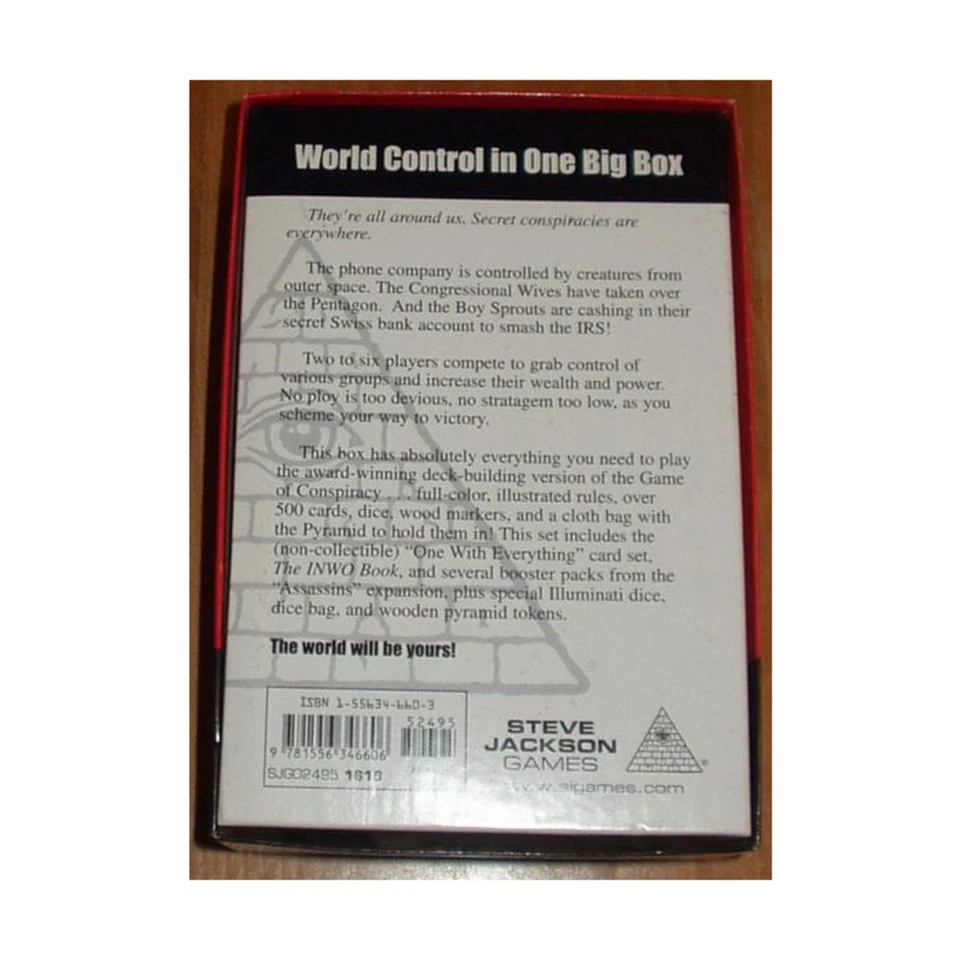 World Control in One Big Box
They're all around us. Secret conspiracies are
everywhere.
The phone company is controlled by creatures from
outer space. The Congressional Wives have taken over
the Pentagon. And the Boy Sprouts are cashing in their
secret Swiss bank account to smash the IRS!
Two to six players compete to grab control of
various groups and increase their wealth and power.
No ploy is too devious, no stratagem too low, as you
scheme your way to victory.
This box has absolutely everything you need to play
the award-winning deck-building version of the Game
of Conspiracy . . . full-color, illustrated rules, over
500 cards, dice, wood markers, and a cloth bag with
the Pyramid to hold them in! This set includes the
(non-collectible) "One With Everything" card set,
The INWO Book, and several booster packs from the
"Assassins" expansion, plus special Illuminati dice,
dice bag, and wooden pyramid tokens.
The world will be yours!
ISBN 1-55634-660-3
52495
9 781556 346606
SJG02495 1618
STEVE
JACKSON
GAMES
®
www.sjgames.com